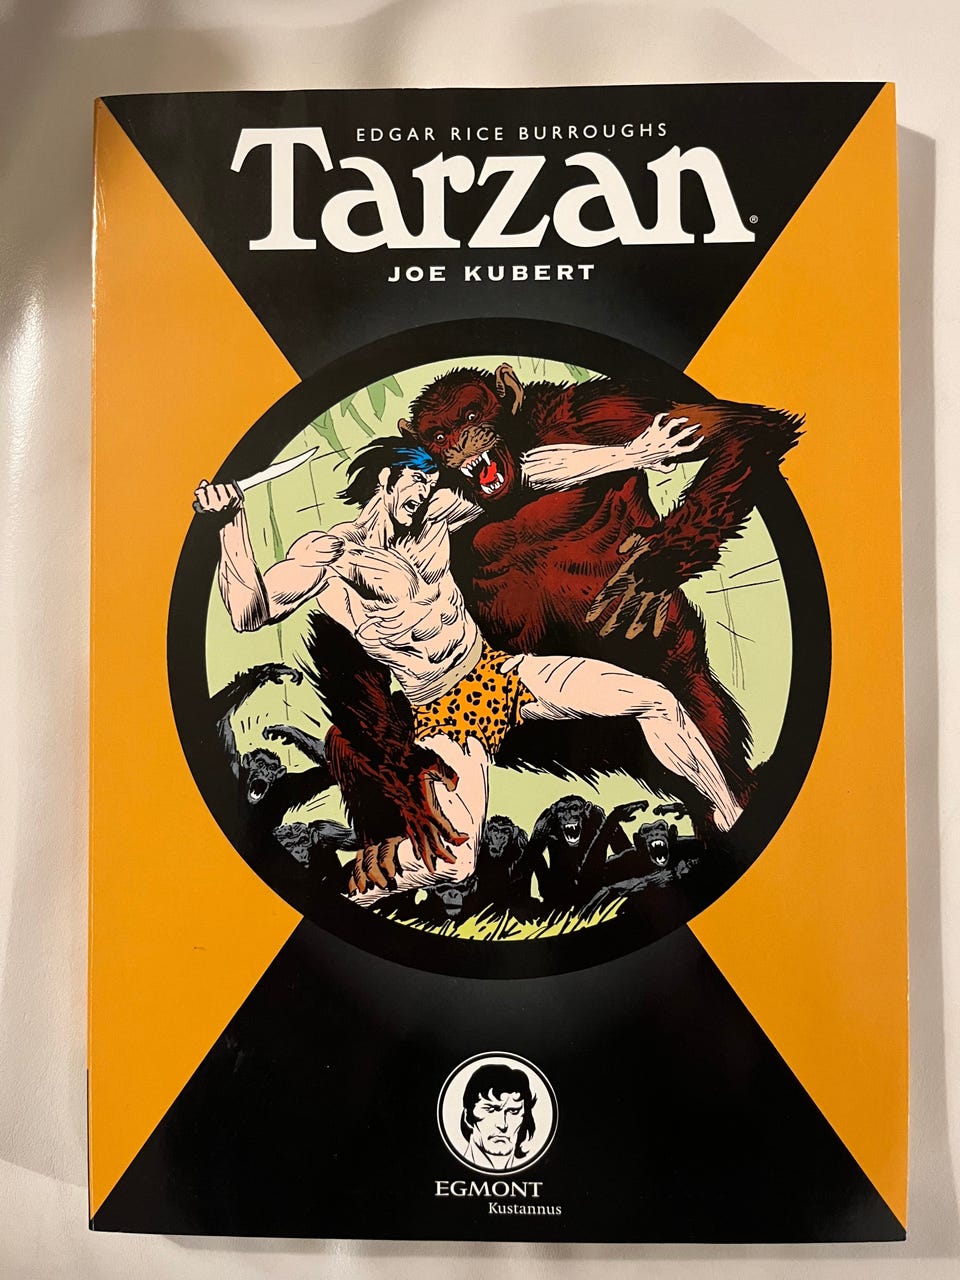 EDGAR RICE BURROUGHS
Tarzan®
JOE KUBERT
EGMONT
Kustannus